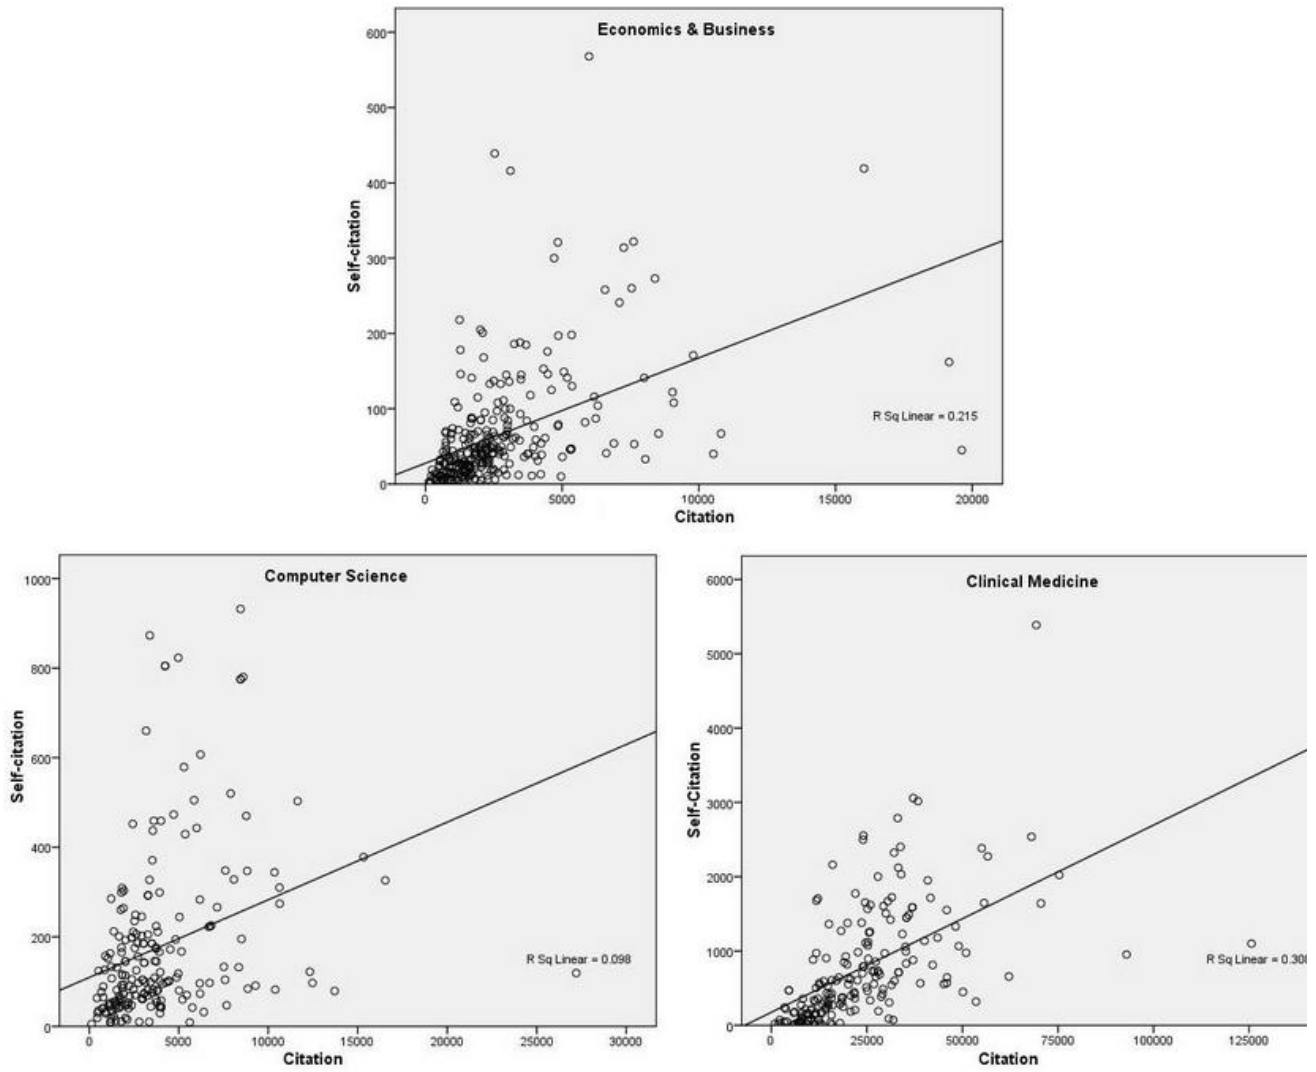 Economics & Business
600
500
400
300
200
100
0
Self-citation
R Sq Linear = 0.215
0 5000 10000 15000 20000
Citation
Computer Science
1000
800
600
400
200
0
Self-citation
R Sq Linear = 0.098
0 5000 10000 15000 20000 25000 30000
Citation
Clinical Medicine
6000
5000
4000
3000
2000
1000
0
Self-Citation
R Sq Linear = 0.308
0 25000 50000 75000 100000 125000
Citation